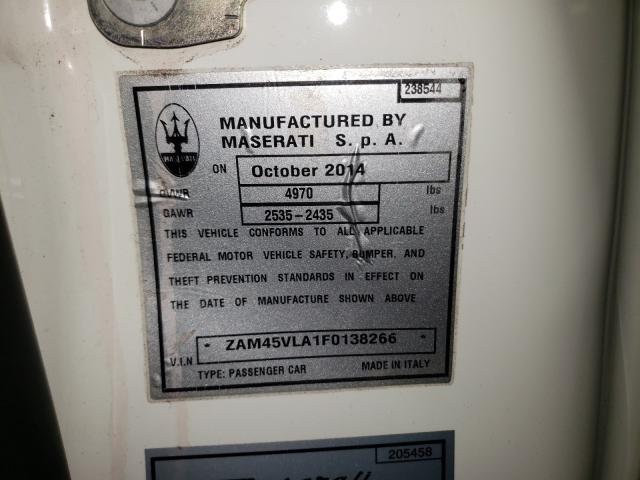 238544
MASERATI
MANUFACTURED BY
MASERATI S. p. A.
ON October 2014
GVWR 4970 lbs
GAWR 2535-2435 lbs
THIS VEHICLE CONFORMS TO ALL APPLICABLE
FEDERAL MOTOR VEHICLE SAFETY, BUMPER, AND
THEFT PREVENTION STANDARDS IN EFFECT ON
THE DATE OF MANUFACTURE SHOWN ABOVE
V.I.N * ZAM45VLA1F0138266 *
TYPE: PASSENGER CAR MADE IN ITALY
205458